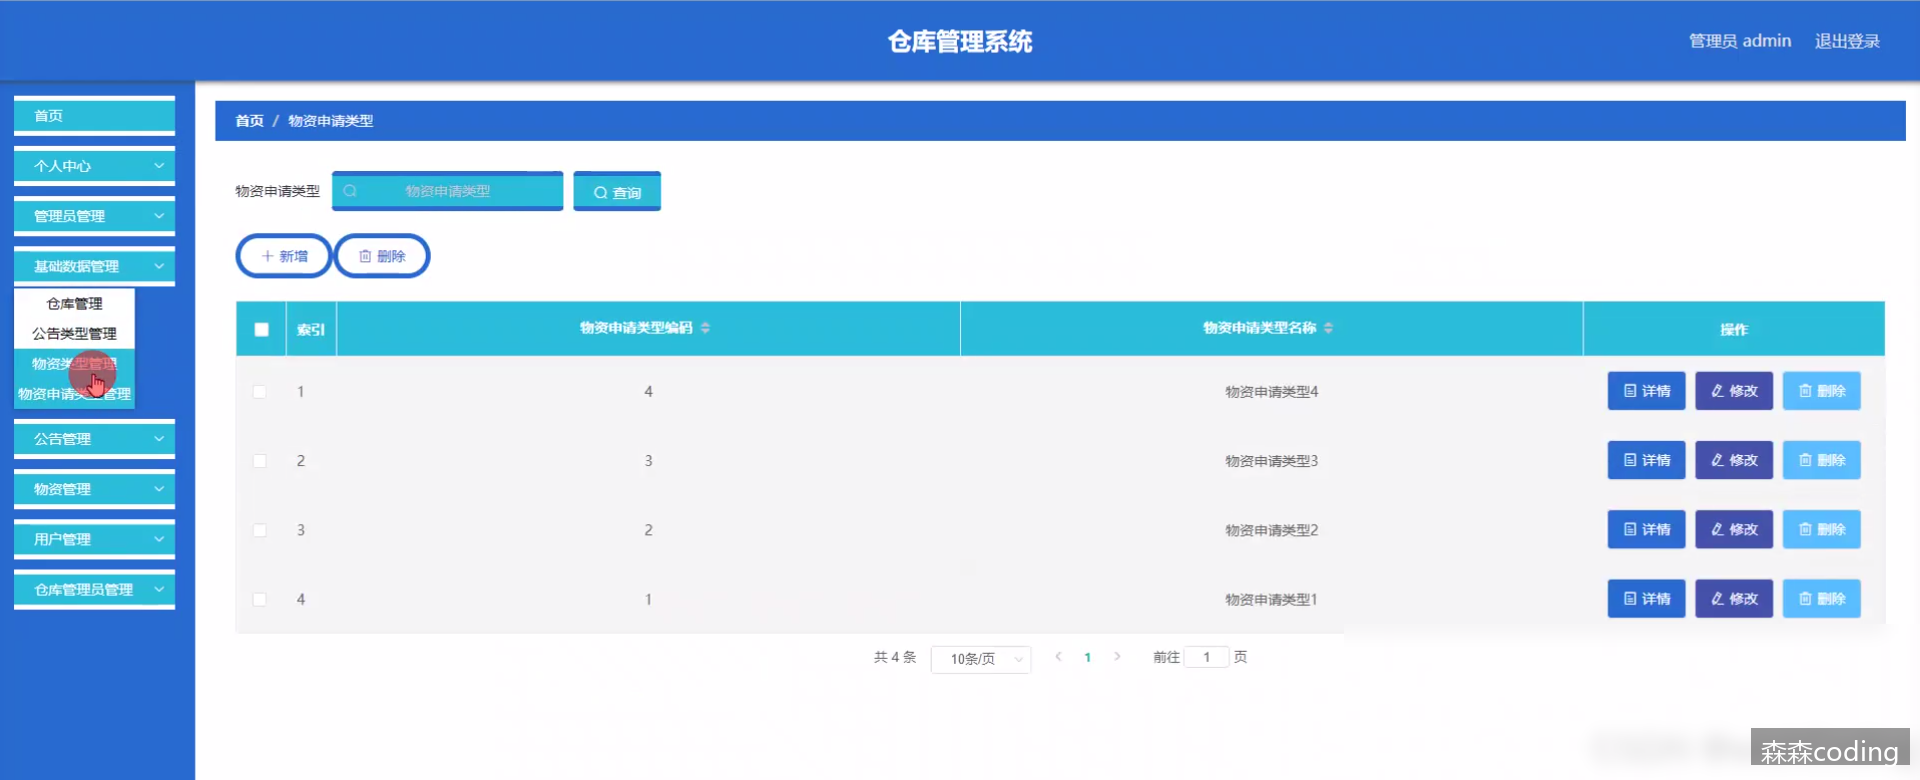 仓库管理系统
管理员 admin 退出登录
首页
个人中心
管理员管理
基础数据管理
仓库管理
公告类型管理
物资类型管理
物资申请类型管理
公告管理
物资管理
用户管理
仓库管理员管理
首页 / 物资申请类型
物资申请类型 物资申请类型 查询
新增 删除
索引 物资申请类型编码 物资申请类型名称 操作
1 4 物资申请类型4 详情 修改 删除
2 3 物资申请类型3 详情 修改 删除
3 2 物资申请类型2 详情 修改 删除
4 1 物资申请类型1 详情 修改 删除
共 4 条 10条/页 1 前往 1 页
森森coding